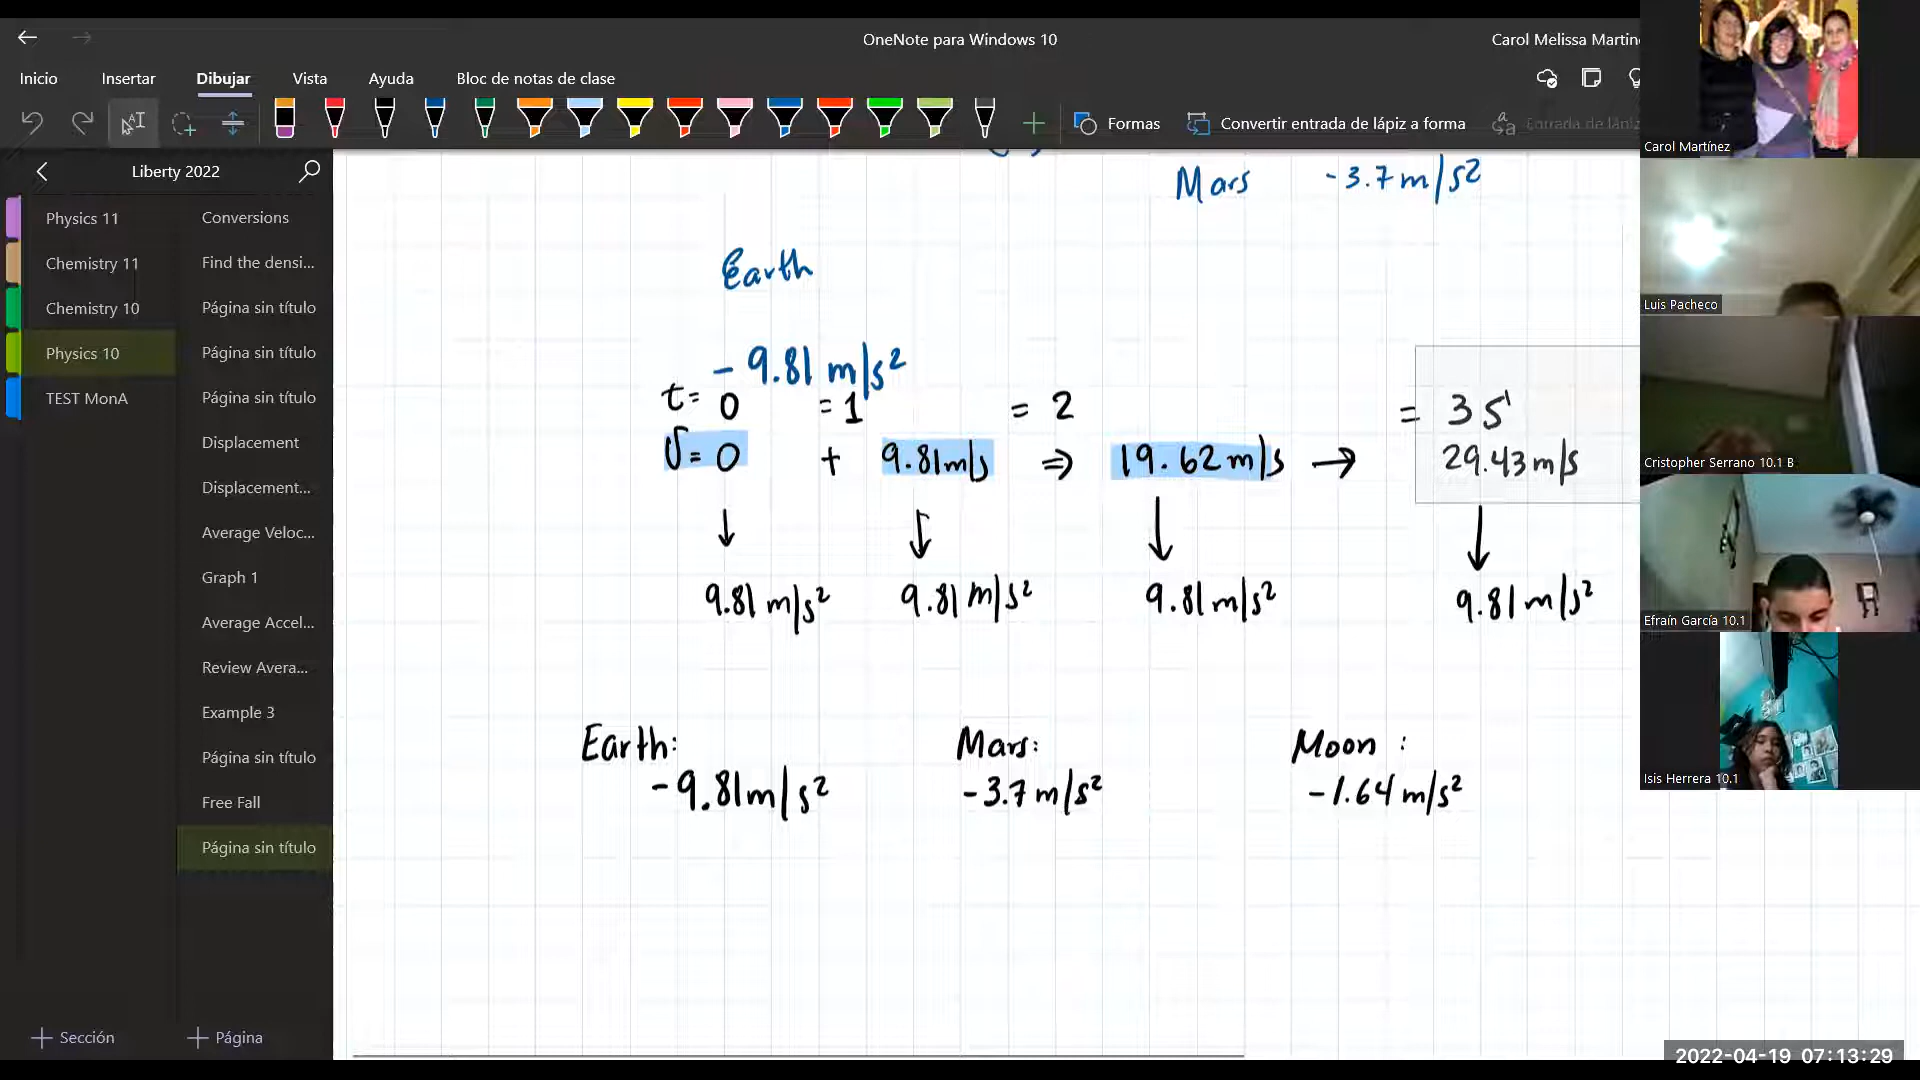 OneNote para Windows 10
Carol Melissa Martine
Inicio
Insertar
Dibujar
Vista
Ayuda
Bloc de notas de clase
Formas
Convertir entrada de lápiz a forma
Entrada de lápiz
Liberty 2022
Physics 11
Chemistry 11
Chemistry 10
Physics 10
TEST MonA
Conversions
Find the densi...
Página sin título
Página sin título
Página sin título
Displacement
Displacement...
Average Veloc...
Graph 1
Average Accel...
Review Avera...
Example 3
Página sin título
Free Fall
Página sin título
Sección
Página
Mars -3.7 m/s²
Earth
- 9.81 m/s²
t= 0 =1 = 2 = 3 s
v= 0 + 9.81m/s ⇒ 19.62 m/s → 29.43 m/s
↓ ↓ ↓ ↓
9.81 m/s² 9.81 m/s² 9.81 m/s² 9.81 m/s²
Earth: Mars: Moon :
-9.81m/s² -3.7 m/s² -1.64 m/s²
Carol Martínez
Luis Pacheco
Cristopher Serrano 10.1 B
Efraín García 10.1
Isis Herrera 10.1
2022-04-19 07:13:29